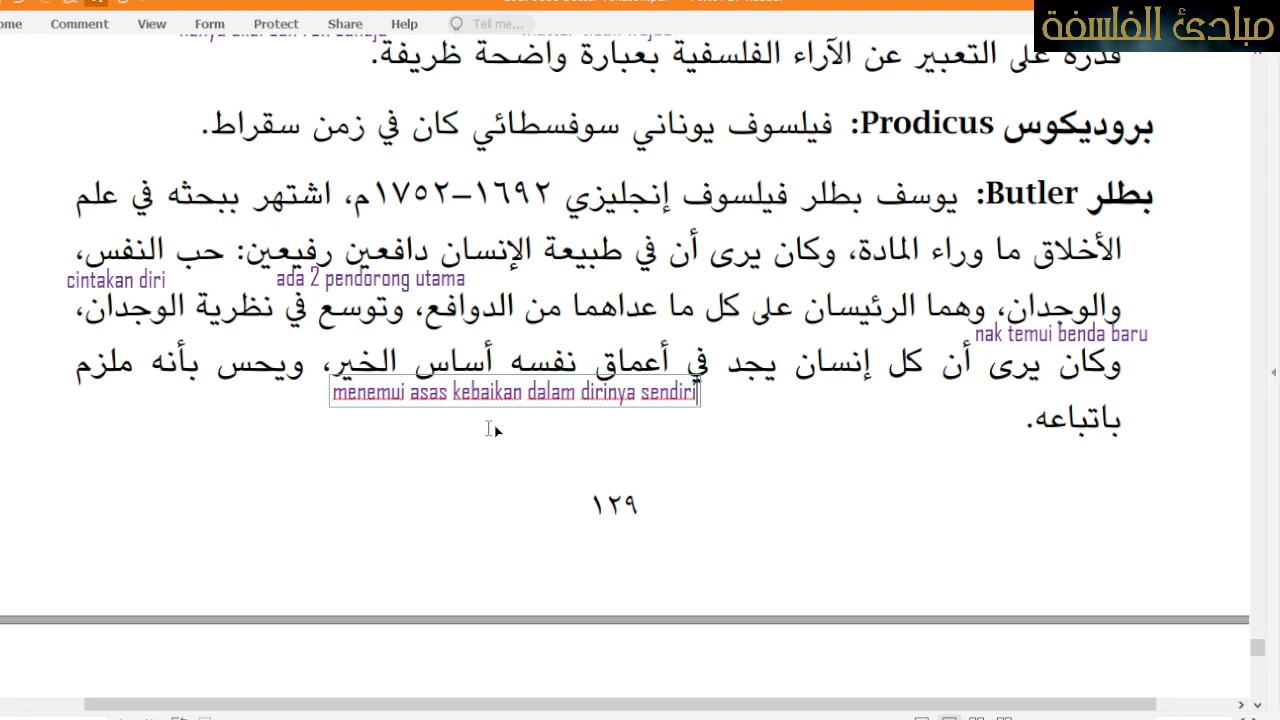 Comment View Form Protect Share Help Tell me...
مبادئ الفلسفة
قدرة على التعبير عن الآراء الفلسفية بعبارة واضحة ظريفة.
بروديكوس Prodicus: فيلسوف يوناني سوفسطائي كان في زمن سقراط.
بطلر Butler: يوسف بطلر فيلسوف إنجليزي ١٦٩٢–١٧٥٢م، اشتهر ببحثه في علم
الأخلاق ما وراء المادة، وكان يرى أن في طبيعة الإنسان دافعين رفيعين: حب النفس،
cintakan diri
ada 2 pendorong utama
والوجدان، وهما الرئيسان على كل ما عداهما من الدوافع، وتوسع في نظرية الوجدان،
nak temui benda baru
وكان يرى أن كل إنسان يجد في أعماق نفسه أساس الخير، ويحس بأنه ملزم
menemui asas kebaikan dalam dirinya sendiri
باتباعه.
١٢٩